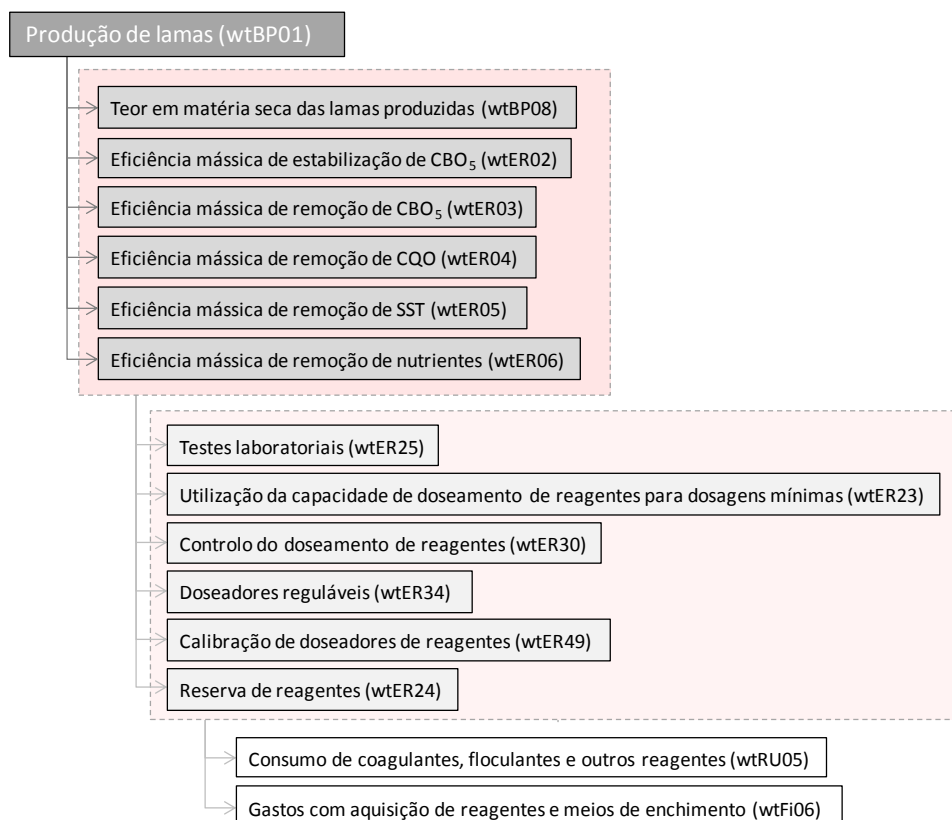 Produção de lamas (wtBP01)
Teor em matéria seca das lamas produzidas (wtBP08)
Eficiência mássica de estabilização de CBO₅ (wtER02)
Eficiência mássica de remoção de CBO₅ (wtER03)
Eficiência mássica de remoção de CQO (wtER04)
Eficiência mássica de remoção de SST (wtER05)
Eficiência mássica de remoção de nutrientes (wtER06)
Testes laboratoriais (wtER25)
Utilização da capacidade de doseamento de reagentes para dosagens mínimas (wtER23)
Controlo do doseamento de reagentes (wtER30)
Doseadores reguláveis (wtER34)
Calibração de doseadores de reagentes (wtER49)
Reserva de reagentes (wtER24)
Consumo de coagulantes, floculantes e outros reagentes (wtRU05)
Gastos com aquisição de reagentes e meios de enchimento (wtFi06)